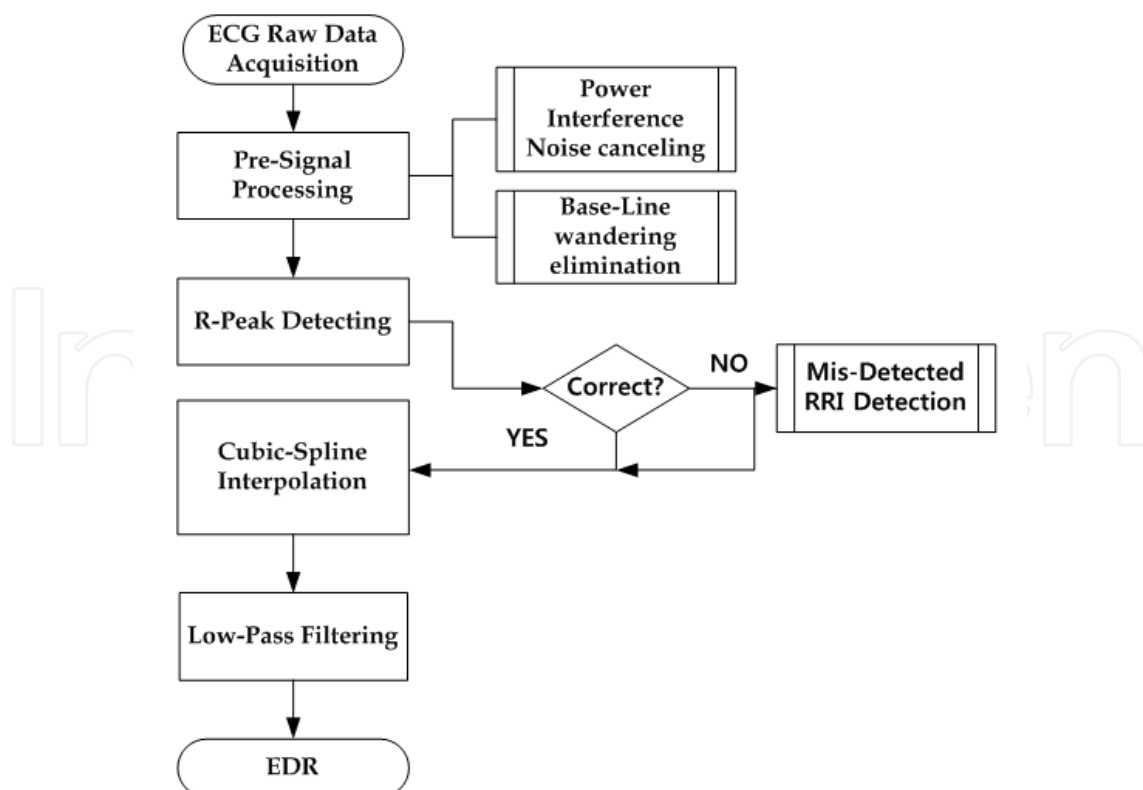 ECG Raw Data
Acquisition
Power
Interference
Noise canceling
Pre-Signal
Processing
Base-Line
wandering
elimination
R-Peak Detecting
Correct?
NO
Mis-Detected
RRI Detection
YES
Cubic-Spline
Interpolation
Low-Pass Filtering
EDR